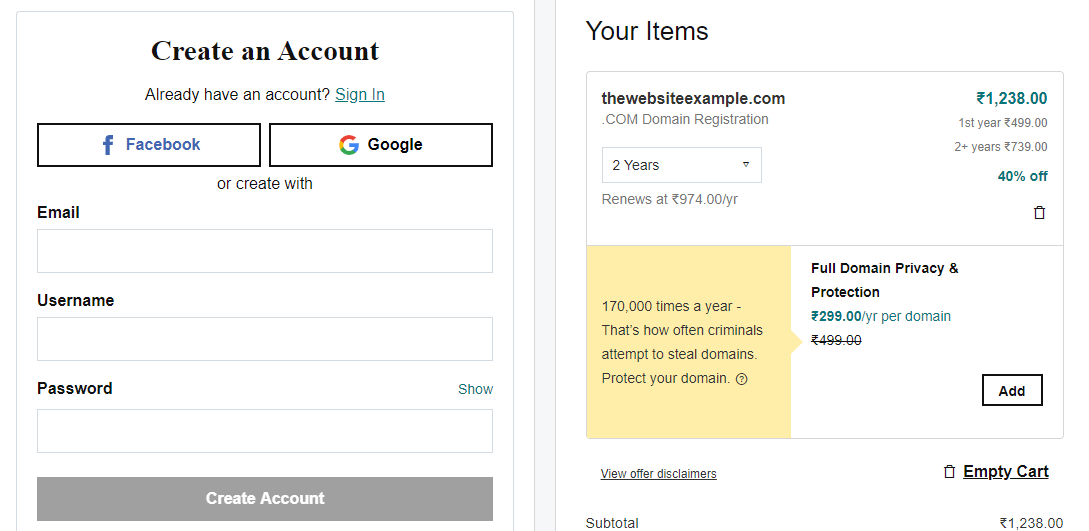 Create an Account
Already have an account? Sign In
Facebook
Google
or create with
Email
Username
Password
Show
Create Account
Your Items
thewebsiteexample.com
₹1,238.00
.COM Domain Registration
1st year ₹499.00
2+ years ₹739.00
2 Years
40% off
Renews at ₹974.00/yr
170,000 times a year -
That's how often criminals
attempt to steal domains.
Protect your domain. ?
Full Domain Privacy &
Protection
₹299.00/yr per domain
₹499.00
Add
View offer disclaimers
Empty Cart
Subtotal
₹1,238.00